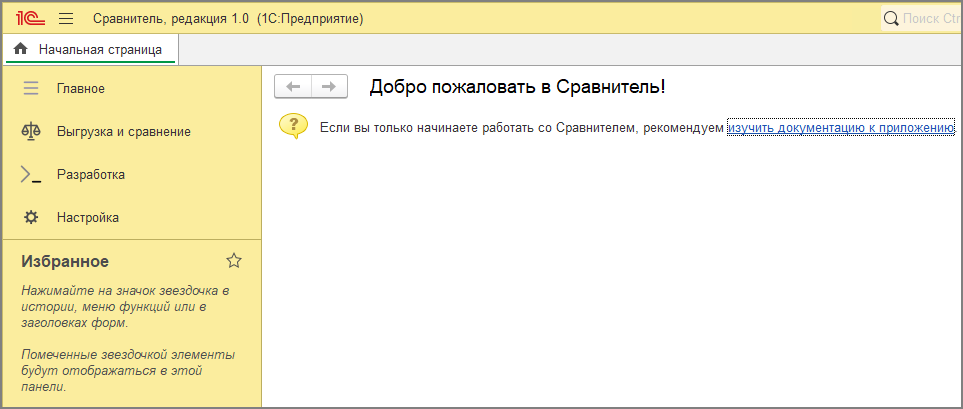 1С Сравнитель, редакция 1.0 (1С:Предприятие) Поиск Ctr
Начальная страница
Главное
Выгрузка и сравнение
Разработка
Настройка
Избранное
Нажимайте на значок звездочка в
истории, меню функций или в
заголовках форм.
Помеченные звездочкой элементы
будут отображаться в этой
панели.
Добро пожаловать в Сравнитель!
? Если вы только начинаете работать со Сравнителем, рекомендуем изучить документацию к приложению